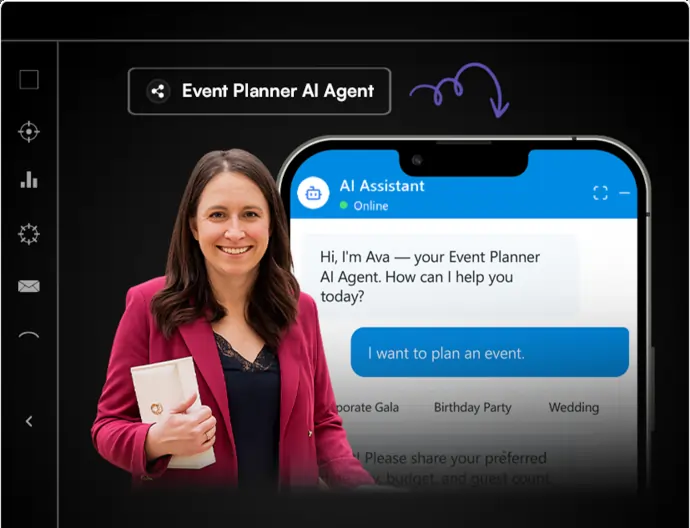 Event Planner AI Agent
AI Assistant
Online
Hi, I'm Ava — your Event Planner
AI Agent. How can I help you
today?
I want to plan an event.
porate Gala Birthday Party Wedding
! Please share your preferred
budget, and guest count.